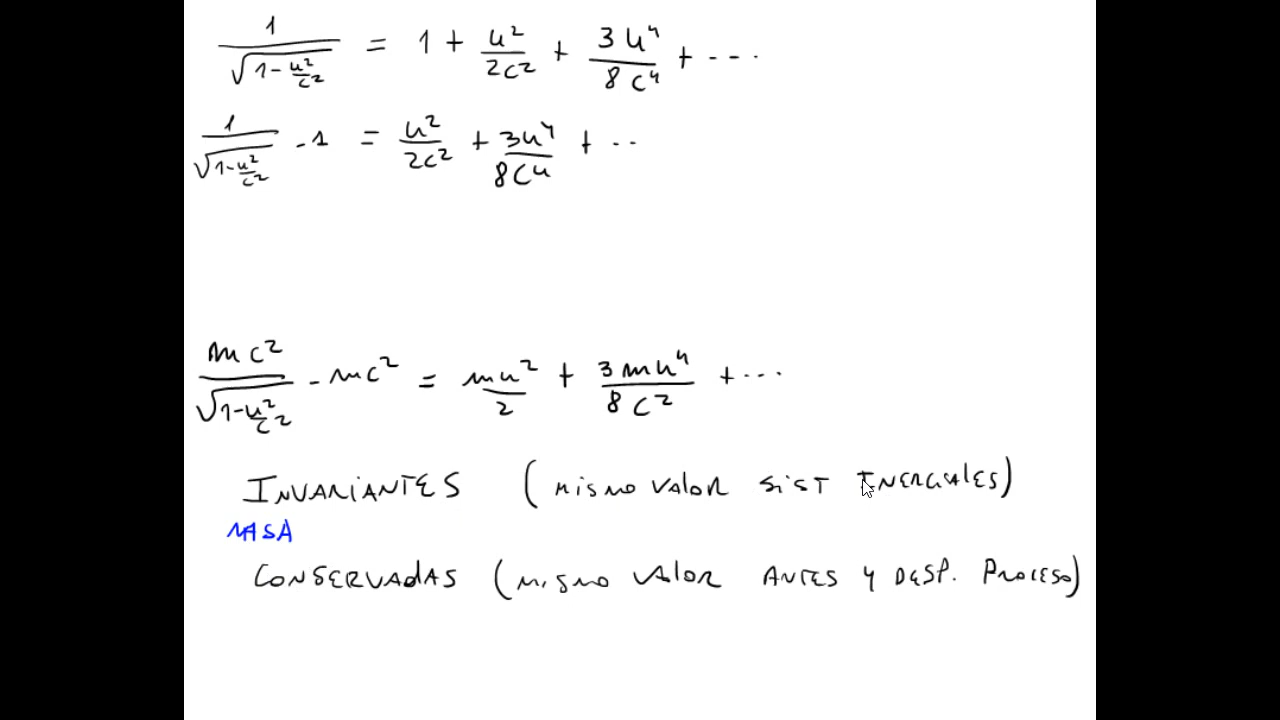 1/√(1-u²/c²) = 1 + u²/2c² + 3u⁴/8c⁴ + ---
1/√(1-u²/c²) - 1 = u²/2c² + 3u⁴/8c⁴ + --
mc²/√(1-u²/c²) - mc² = mu²/2 + 3mu⁴/8c² + ---
INVARIANTES (MISMO VALOR SIST INERCIALES)
MASA
CONSERVADAS (MISMO VALOR ANTES Y DESP. PROCESO)